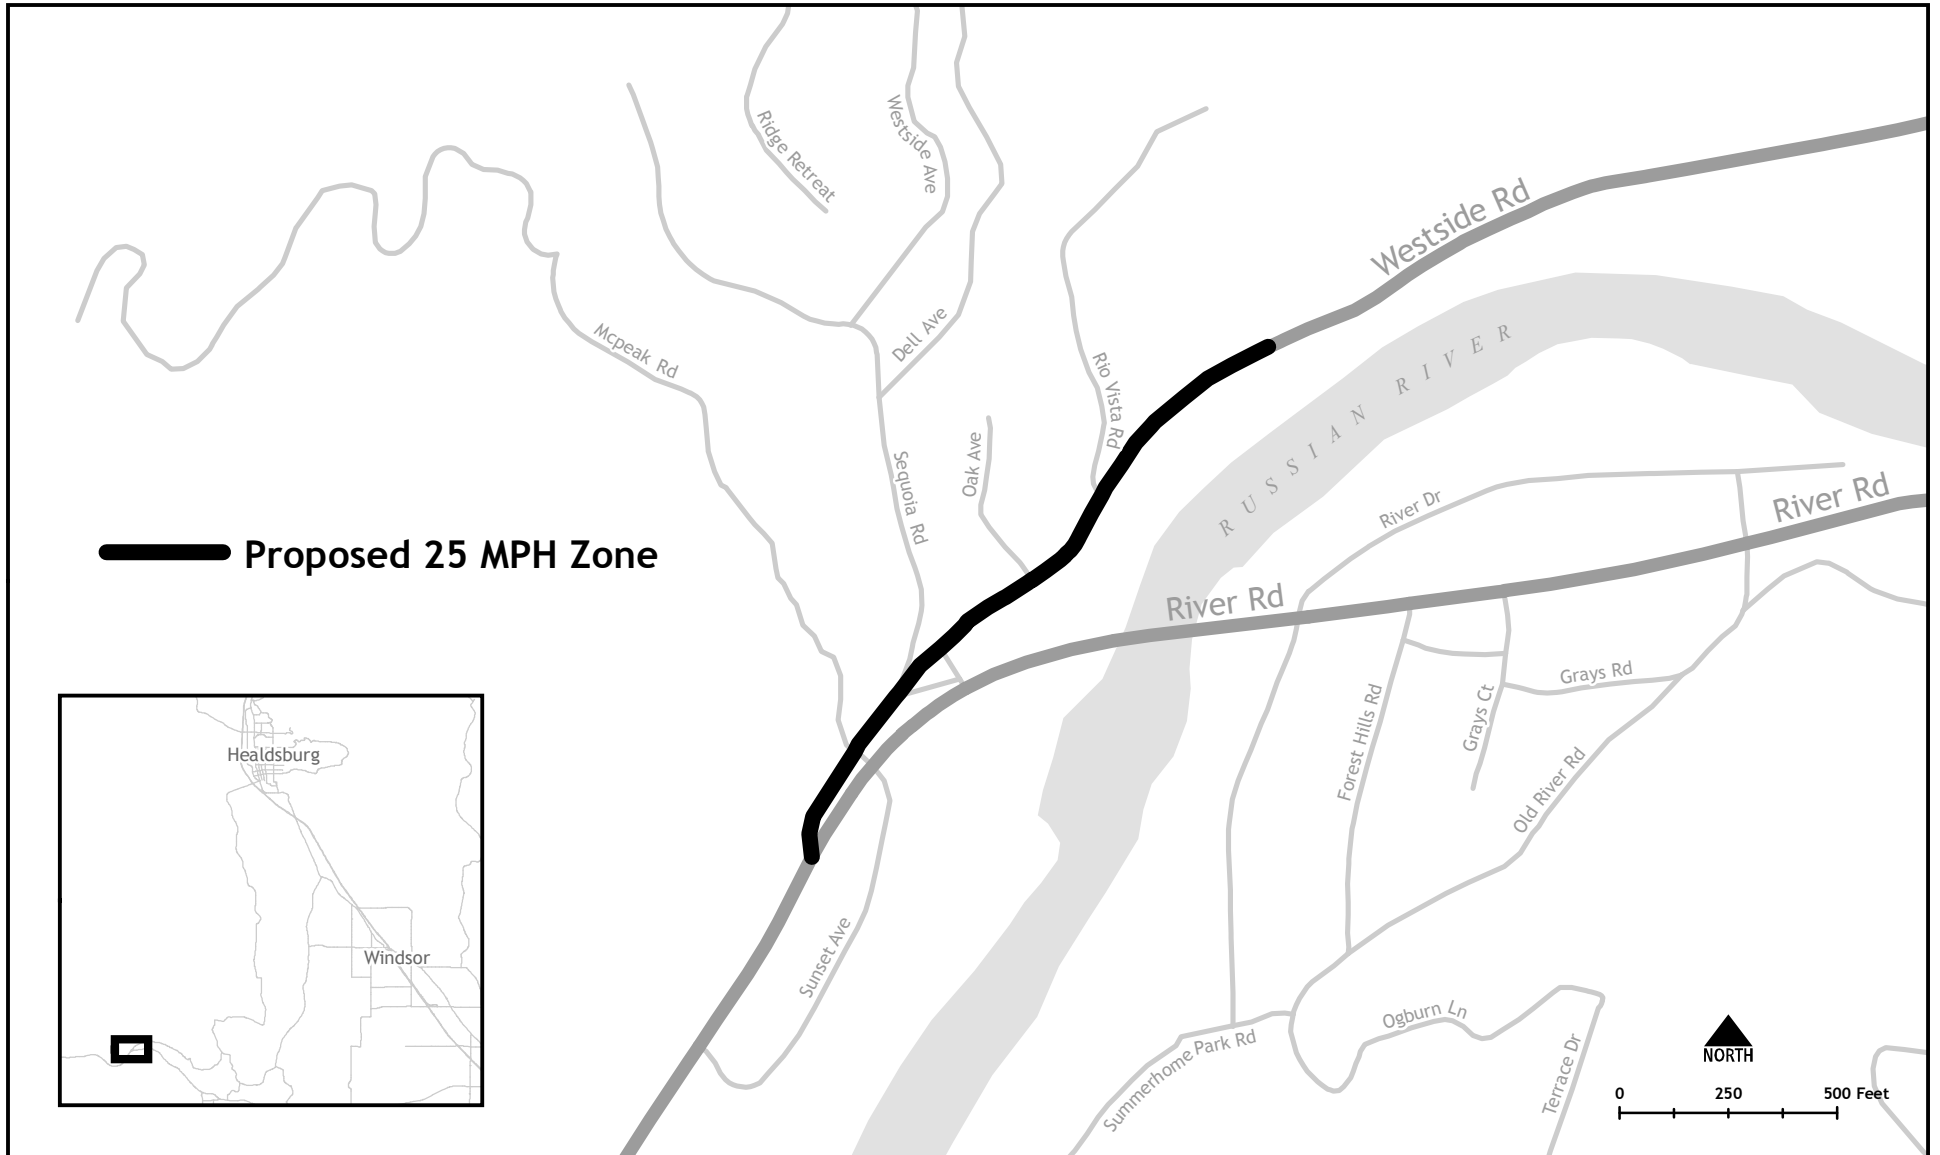 Ridge Retreat
Westside Ave
Westside Rd
Mcpeak Rd
Dell Ave
Rio Vista Rd
RUSSIAN RIVER
Sequoia Rd
Oak Ave
River Dr
River Rd
Proposed 25 MPH Zone
River Rd
Grays Rd
Forest Hills Rd
Grays Ct
Old River Rd
Healdsburg
Windsor
Sunset Ave
Ogburn Ln
Summerhome Park Rd
Terrace Dr
NORTH
0 250 500 Feet